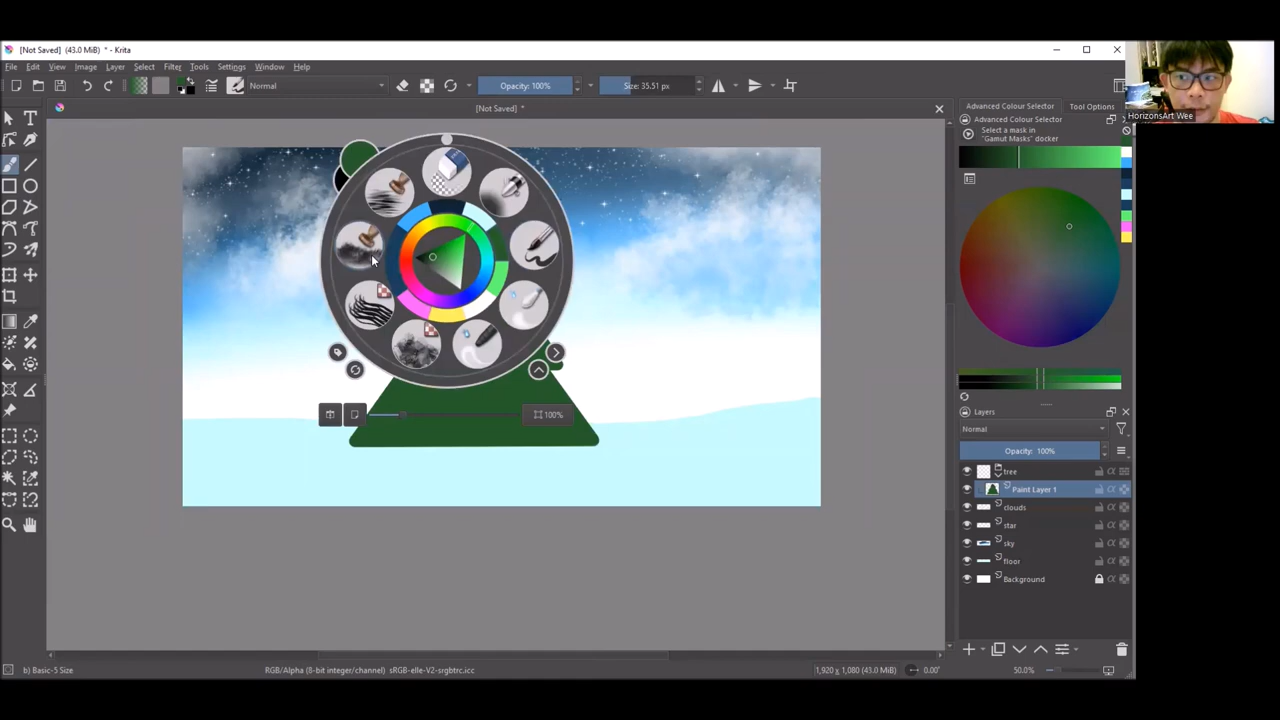 [Not Saved] (43.0 MiB) * - Krita
File Edit View Image Layer Select Filter Tools Settings Window Help
Normal
Opacity: 100%
Size: 35.51 px
[Not Saved] *
HorizonsArt Wee
Advanced Colour Selector
Tool Options
Advanced Colour Selector
Select a mask in
"Gamut Masks" docker
100%
Layers
Normal
Opacity: 100%
tree
Paint Layer 1
clouds
star
sky
floor
Background
b) Basic-5 Size
RGB/Alpha (8-bit integer/channel) sRGB-elle-V2-srgbtrc.icc
1,920 x 1,080 (43.0 MiB)
0.00°
50.0%